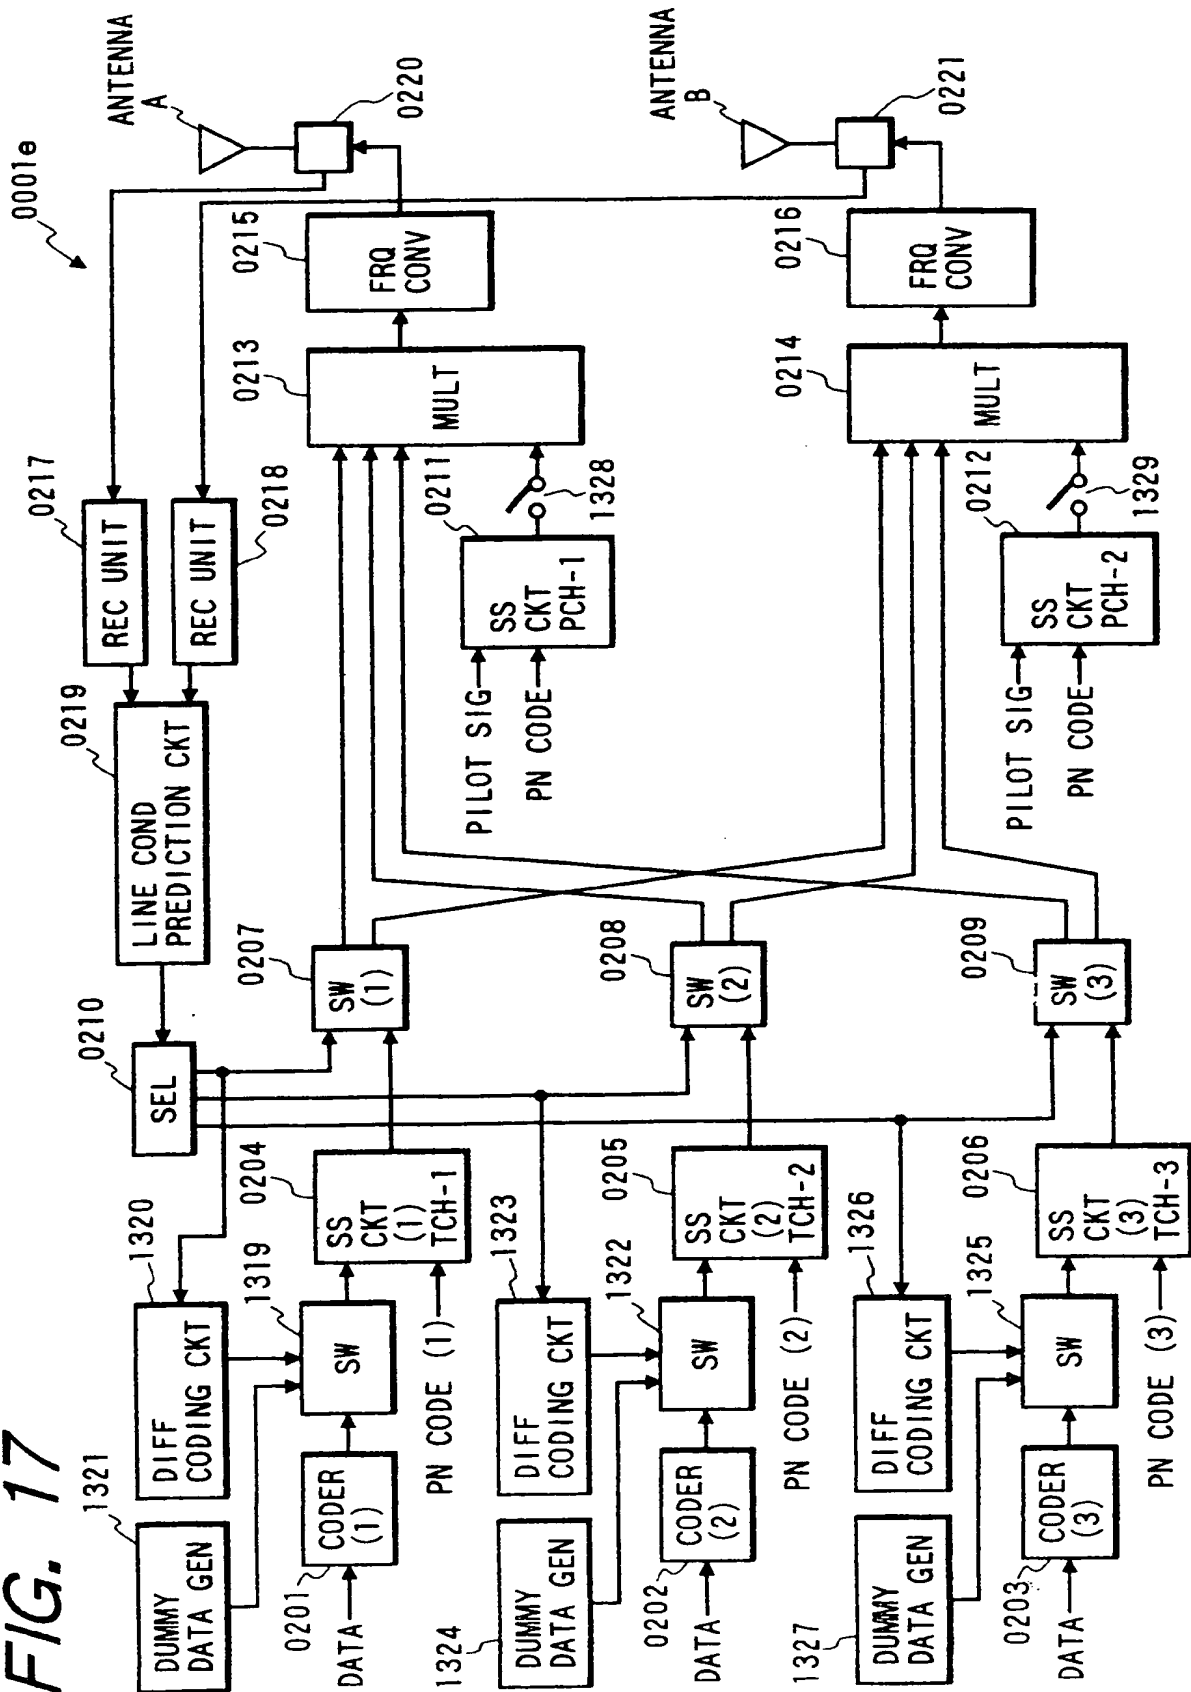 FIG. 17
0001e
1321
DUMMY
DATA GEN
1320
DIFF
CODING CKT
0210
SEL
0219
LINE COND
PREDICTION CKT
0217
REC UNIT
REC UNIT
0218
ANTENNA
A
0220
0201
DATA
CODER
(1)
1319
SW
PN CODE (1)
0204
SS
CKT
(1)
TCH-1
0207
SW
(1)
0213
MULT
0215
FRQ
CONV
PILOT SIG
PN CODE
0211
SS
CKT
PCH-1
1328
1324
DUMMY
DATA GEN
1323
DIFF
CODING CKT
0202
DATA
CODER
(2)
1322
SW
PN CODE (2)
0205
SS
CKT
(2)
TCH-2
0208
SW
(2)
ANTENNA
B
0221
0214
MULT
0216
FRQ
CONV
1327
DUMMY
DATA GEN
1326
DIFF
CODING CKT
0203
DATA
CODER
(3)
1325
SW
PN CODE (3)
0206
SS
CKT
(3)
TCH-3
0209
SW
(3)
PILOT SIG
PN CODE
0212
SS
CKT
PCH-2
1329